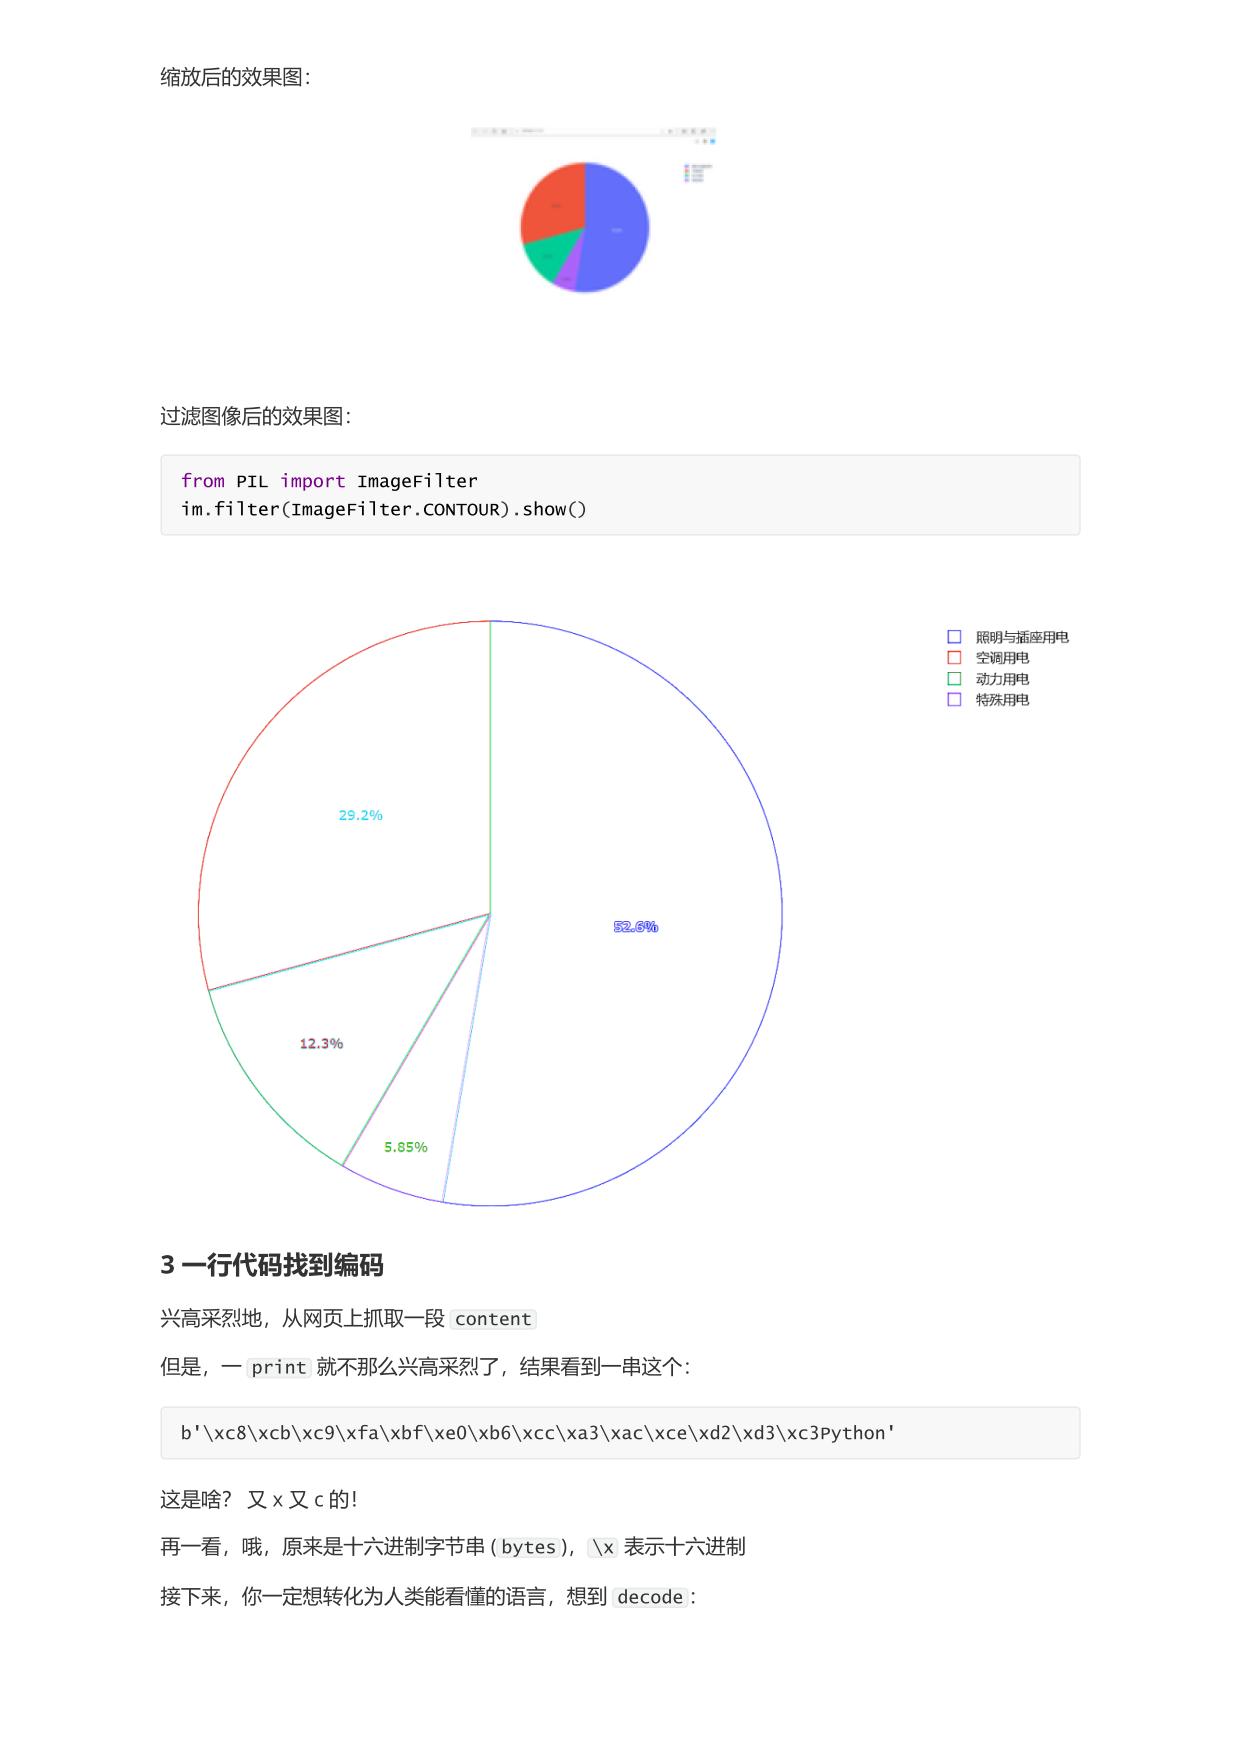 缩放后的效果图：
过滤图像后的效果图：
from PIL import ImageFilter
im.filter(ImageFilter.CONTOUR).show()
照明与插座用电
空调用电
动力用电
特殊用电
29.2%
52.6%
12.3%
5.85%
3 一行代码找到编码
兴高采烈地，从网页上抓取一段 content
但是，一 print 就不那么兴高采烈了，结果看到一串这个：
b'\xc8\xcb\xc9\xfa\xbf\xe0\xb6\xcc\xa3\xac\xce\xd2\xd3\xc3Python'
这是啥？ 又 x 又 c 的！
再一看，哦，原来是十六进制字节串 (bytes)，\x 表示十六进制
接下来，你一定想转化为人类能看懂的语言，想到 decode：